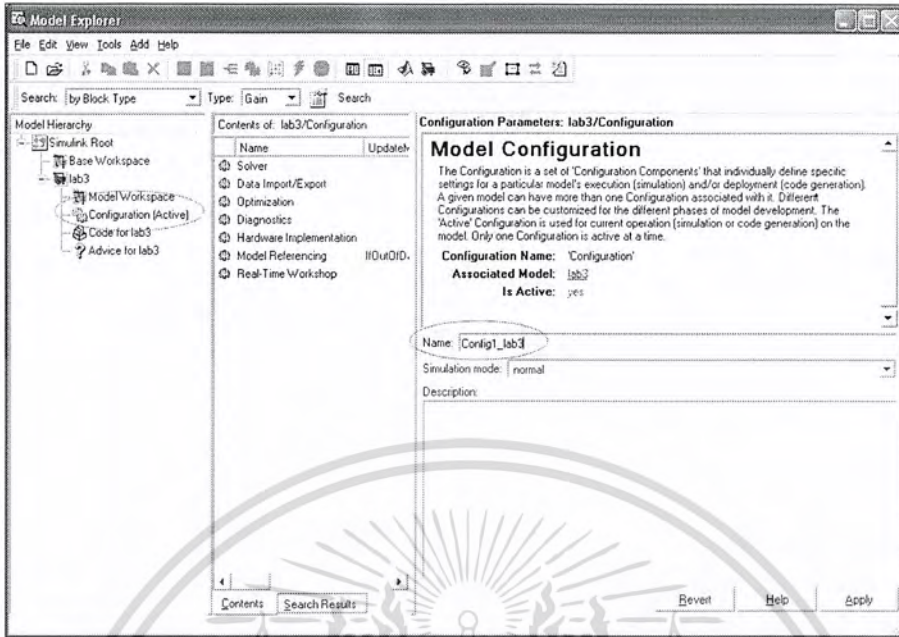 Model Explorer
File Edit View Tools Add Help
Search: by Block Type Type: Gain Search
Model Hierarchy
Simulink Root
Base Workspace
lab3
Model Workspace
Configuration (Active)
Code for lab3
Advice for lab3
Contents of: lab3/Configuration
Name
Solver
Data Import/Export
Optimization
Diagnostics
Hardware Implementation
Model Referencing IfOutOfD
Real-Time Workshop
Contents Search Results
Configuration Parameters: lab3/Configuration
Model Configuration
The Configuration is a set of 'Configuration Components' that individually define specific
settings for a particular model's execution (simulation) and/or deployment (code generation).
A given model can have more than one Configuration associated with it. Different
Configurations can be customized for the different phases of model development. The
'Active' Configuration is used for current operation (simulation or code generation) on the
model. Only one Configuration is active at a time.
Configuration Name: 'Configuration'
Associated Model: lab3
Is Active: yes
Name: Config1_lab3
Simulation mode: normal
Description:
Revert Help Apply